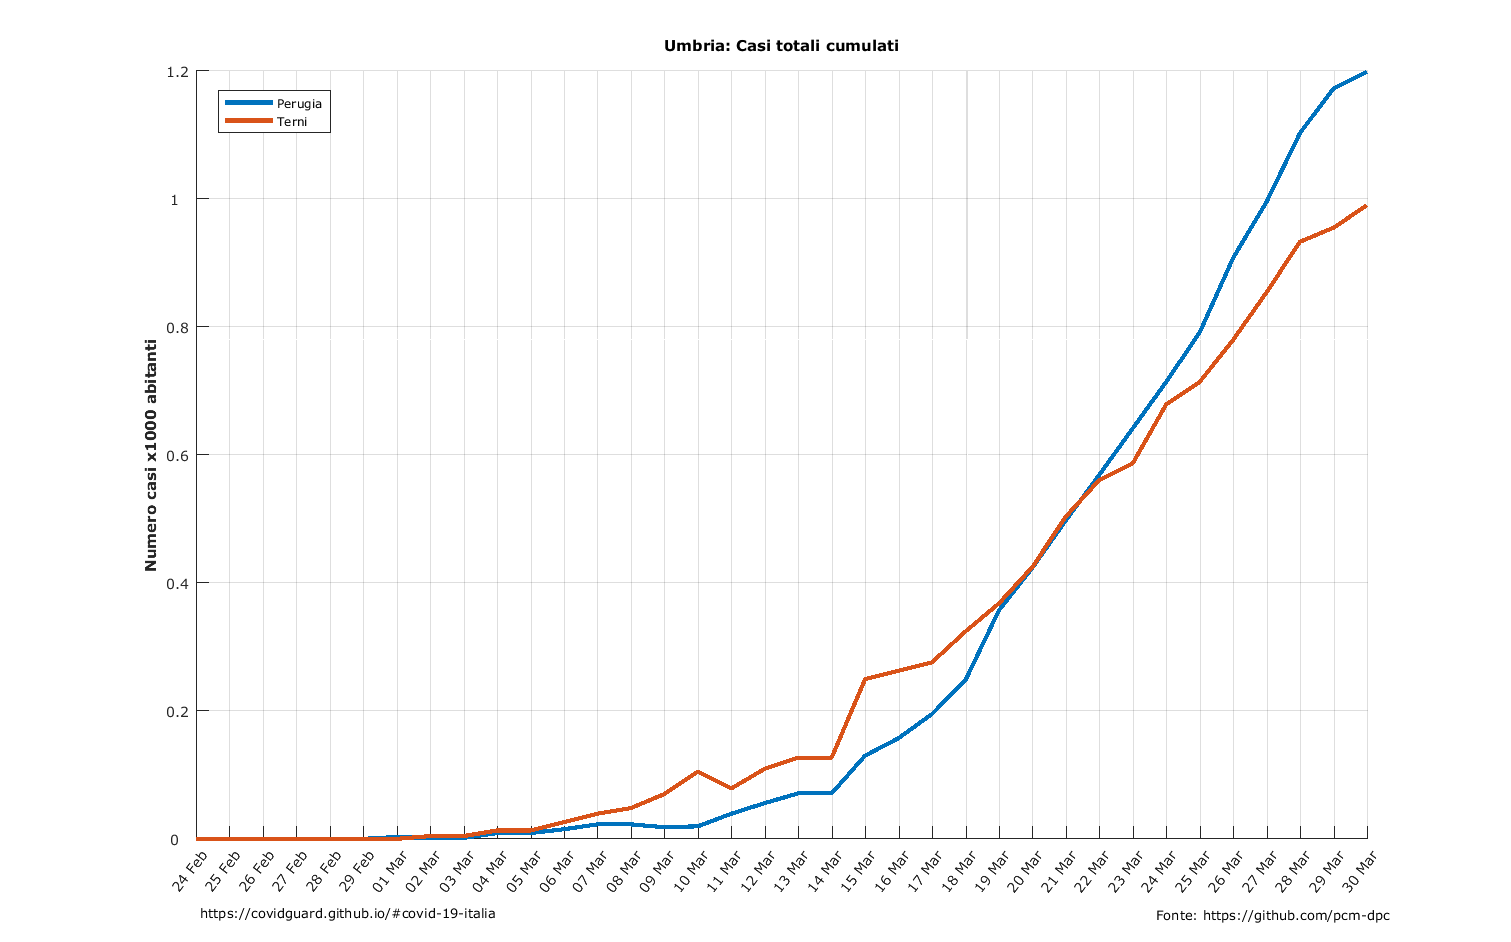 Umbria: Casi totali cumulati
Perugia
Terni
Numero casi x1000 abitanti
1.2
1
0.8
0.6
0.4
0.2
0
24 Feb
25 Feb
26 Feb
27 Feb
28 Feb
29 Feb
01 Mar
02 Mar
03 Mar
04 Mar
05 Mar
06 Mar
07 Mar
08 Mar
09 Mar
10 Mar
11 Mar
12 Mar
13 Mar
14 Mar
15 Mar
16 Mar
17 Mar
18 Mar
19 Mar
20 Mar
21 Mar
22 Mar
23 Mar
24 Mar
25 Mar
26 Mar
27 Mar
28 Mar
29 Mar
30 Mar
https://covidguard.github.io/#covid-19-italia
Fonte: https://github.com/pcm-dpc